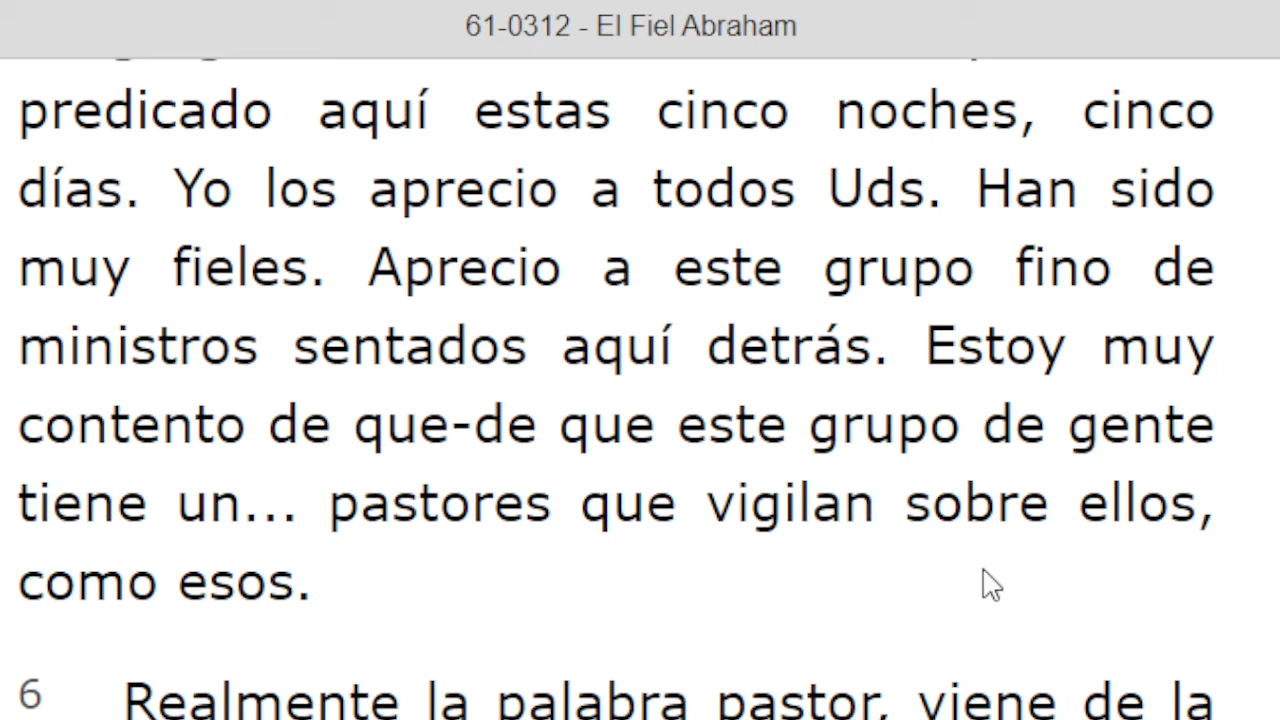 61-0312 - El Fiel Abraham
predicado aquí estas cinco noches, cinco
días. Yo los aprecio a todos Uds. Han sido
muy fieles. Aprecio a este grupo fino de
ministros sentados aquí detrás. Estoy muy
contento de que-de que este grupo de gente
tiene un... pastores que vigilan sobre ellos,
como esos.
6 Realmente la palabra pastor, viene de la